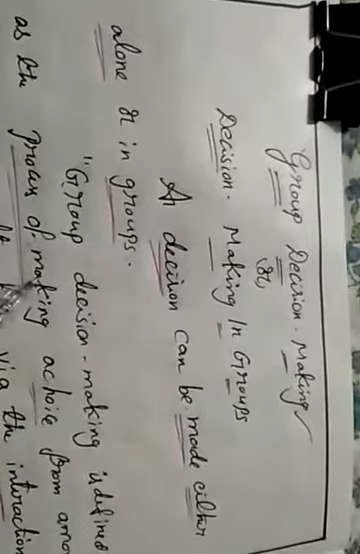 Group Decision-Making
or,
Decision-Making In Groups
A decision can be made either
alone or in groups.
"Group decision-making is defined
as the process of making a choice from amo
via the interaction